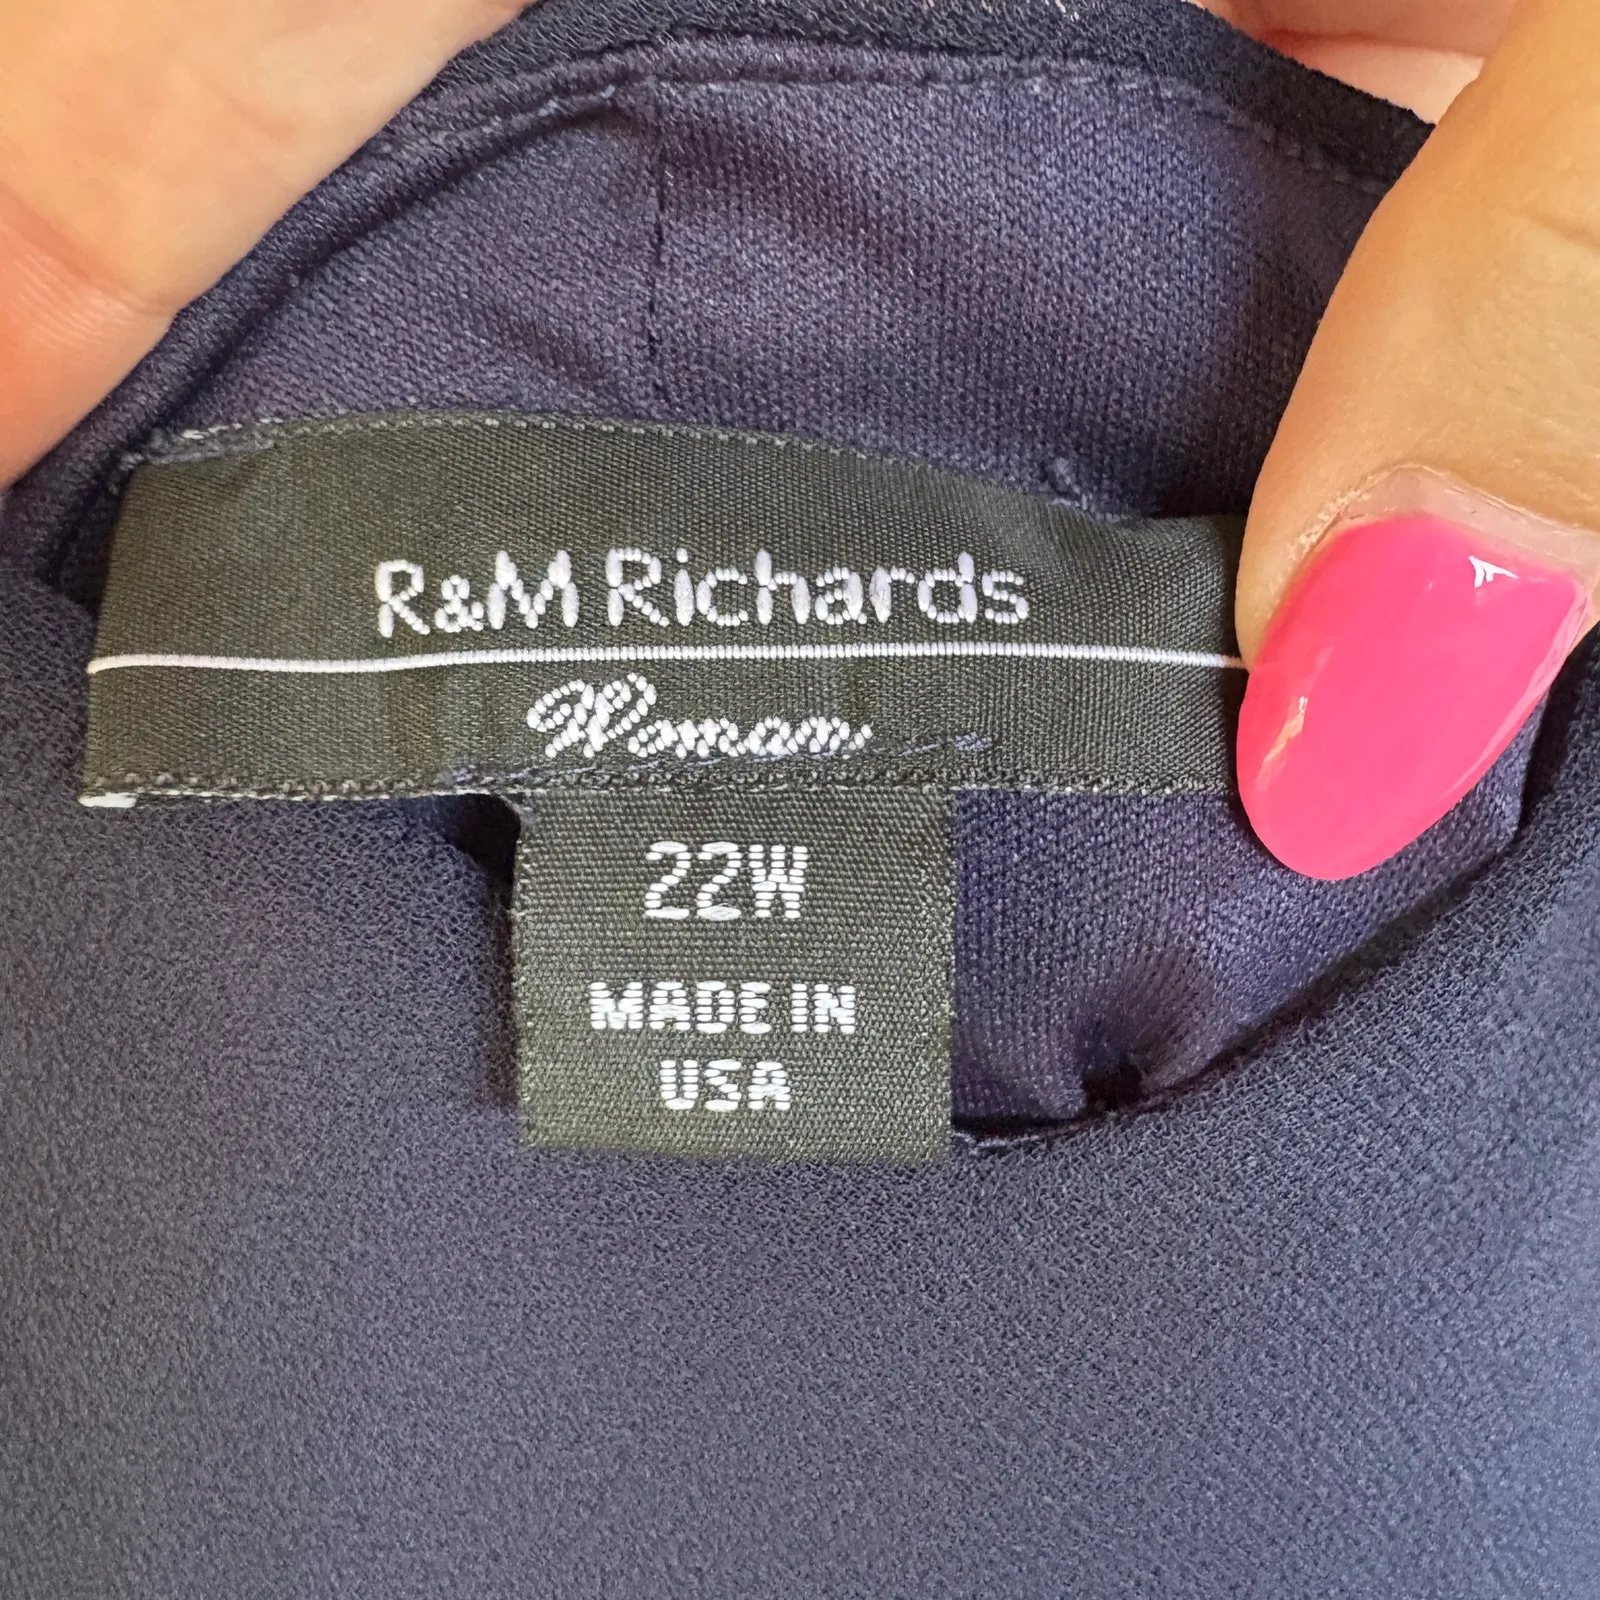 R&M Richards
Woman
22W
MADE IN
USA